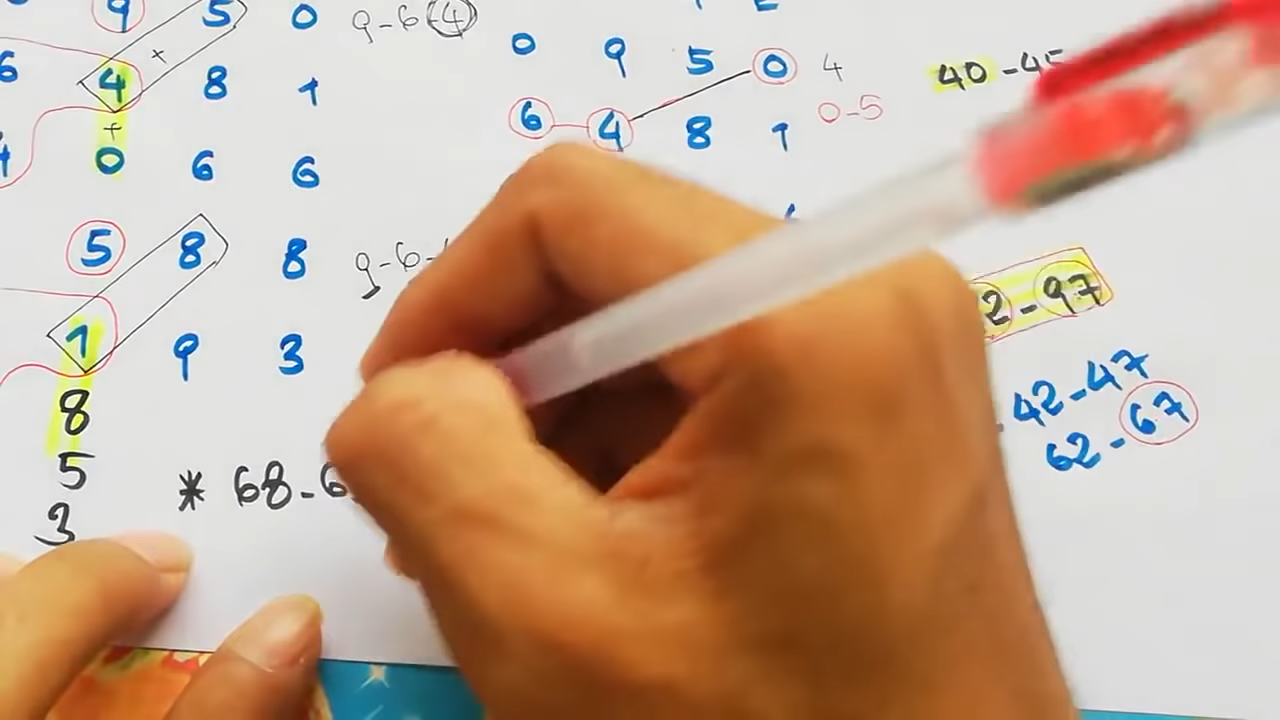 9 5 0 9-6-4
6 4 8 1
0 6 6
5 8 8 9-6-
1 9 3
8
5
3
* 68-6
0 9 5 0 4
6 4 8 1 0-5
40-45
2-97
42-47
62-67